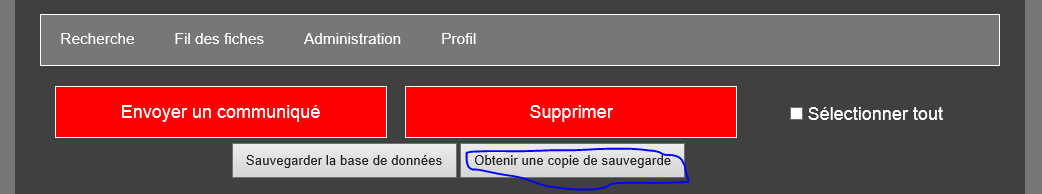 Recherche Fil des fiches Administration Profil
Envoyer un communiqué Supprimer Sélectionner tout
Sauvegarder la base de données Obtenir une copie de sauvegarde